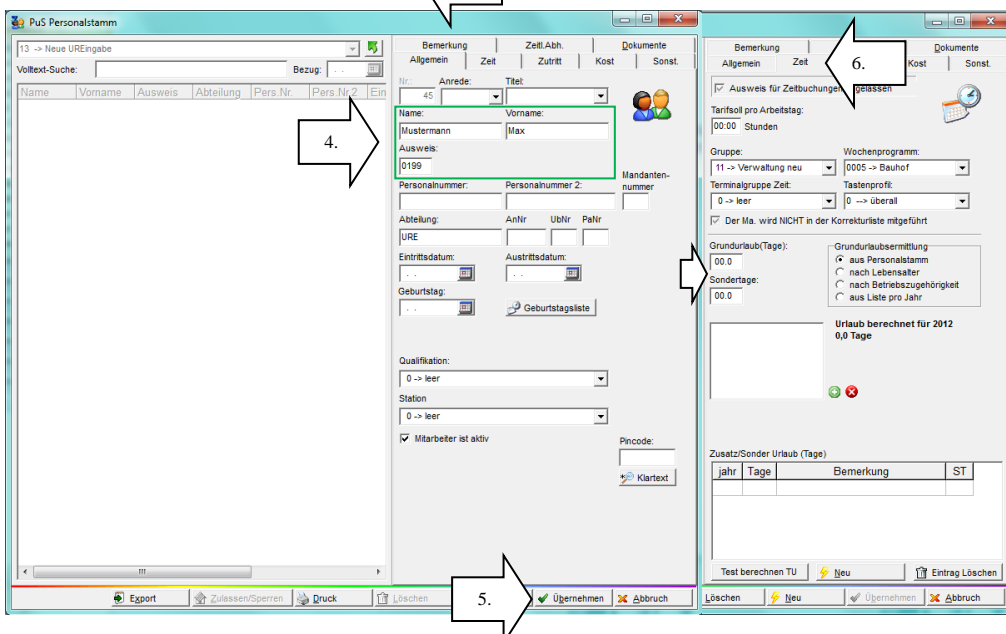 PuS Personalstamm
13 -> Neue UREingabe
Volltext-Suche:
Bezug: . .
Name Vorname Ausweis Abteilung Pers.Nr. Pers.Nr.2 Ein
4.
Bemerkung Zeitl.Abh. Dokumente
Allgemein Zeit Zutritt Kost Sonst.
Nr.: Anrede: Titel:
45
Name: Vorname:
Mustermann Max
Ausweis:
0199
Mandanten-
nummer
Personalnummer: Personalnummer 2:
Abteilung: AnNr UbNr PaNr
URE
Eintrittsdatum: Austrittsdatum:
. . . .
Geburtstag:
. . Geburtstagsliste
Qualifikation:
0 -> leer
Station
0 -> leer
Mitarbeiter ist aktiv
Pincode:
Klartext
Export Zulassen/Sperren Druck Löschen 5. Übernehmen Abbruch
Bemerkung Dokumente
Allgemein Zeit 6. Kost Sonst.
Ausweis für Zeitbuchungen gelassen
Tarifsoll pro Arbeitstag:
00:00 Stunden
Gruppe: Wochenprogramm:
11 -> Verwaltung neu 0005 -> Bauhof
Terminalgruppe Zeit: Tastenprofil:
0 -> leer 0 --> überall
Der Ma. wird NICHT in der Korrekturliste mitgeführt
Grundurlaub(Tage):
00.0
Sondertage:
00.0
Grundurlaubsermittlung
aus Personalstamm
nach Lebensalter
nach Betriebszugehörigkeit
aus Liste pro Jahr
Urlaub berechnet für 2012
0,0 Tage
Zusatz/Sonder Urlaub (Tage)
jahr Tage Bemerkung ST
Test berechnen TU Neu Eintrag Löschen
Löschen Neu Übernehmen Abbruch